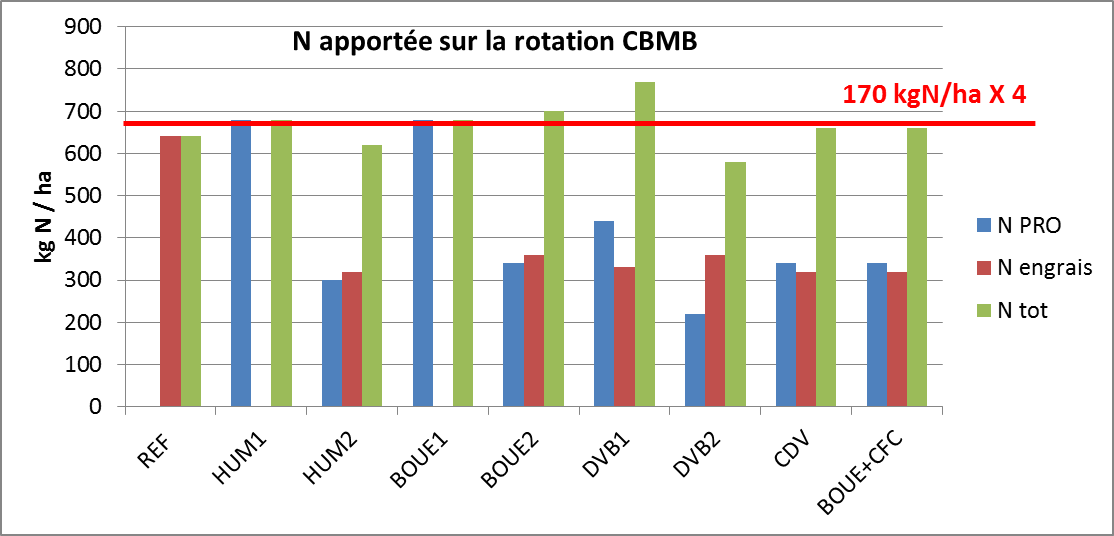 N apportée sur la rotation CBMB
170 kgN/ha X 4
kg N / ha
900
800
700
600
500
400
300
200
100
0
REF
HUM1
HUM2
BOUE1
BOUE2
DVB1
DVB2
CDV
BOUE+CFC
N PRO
N engrais
N tot